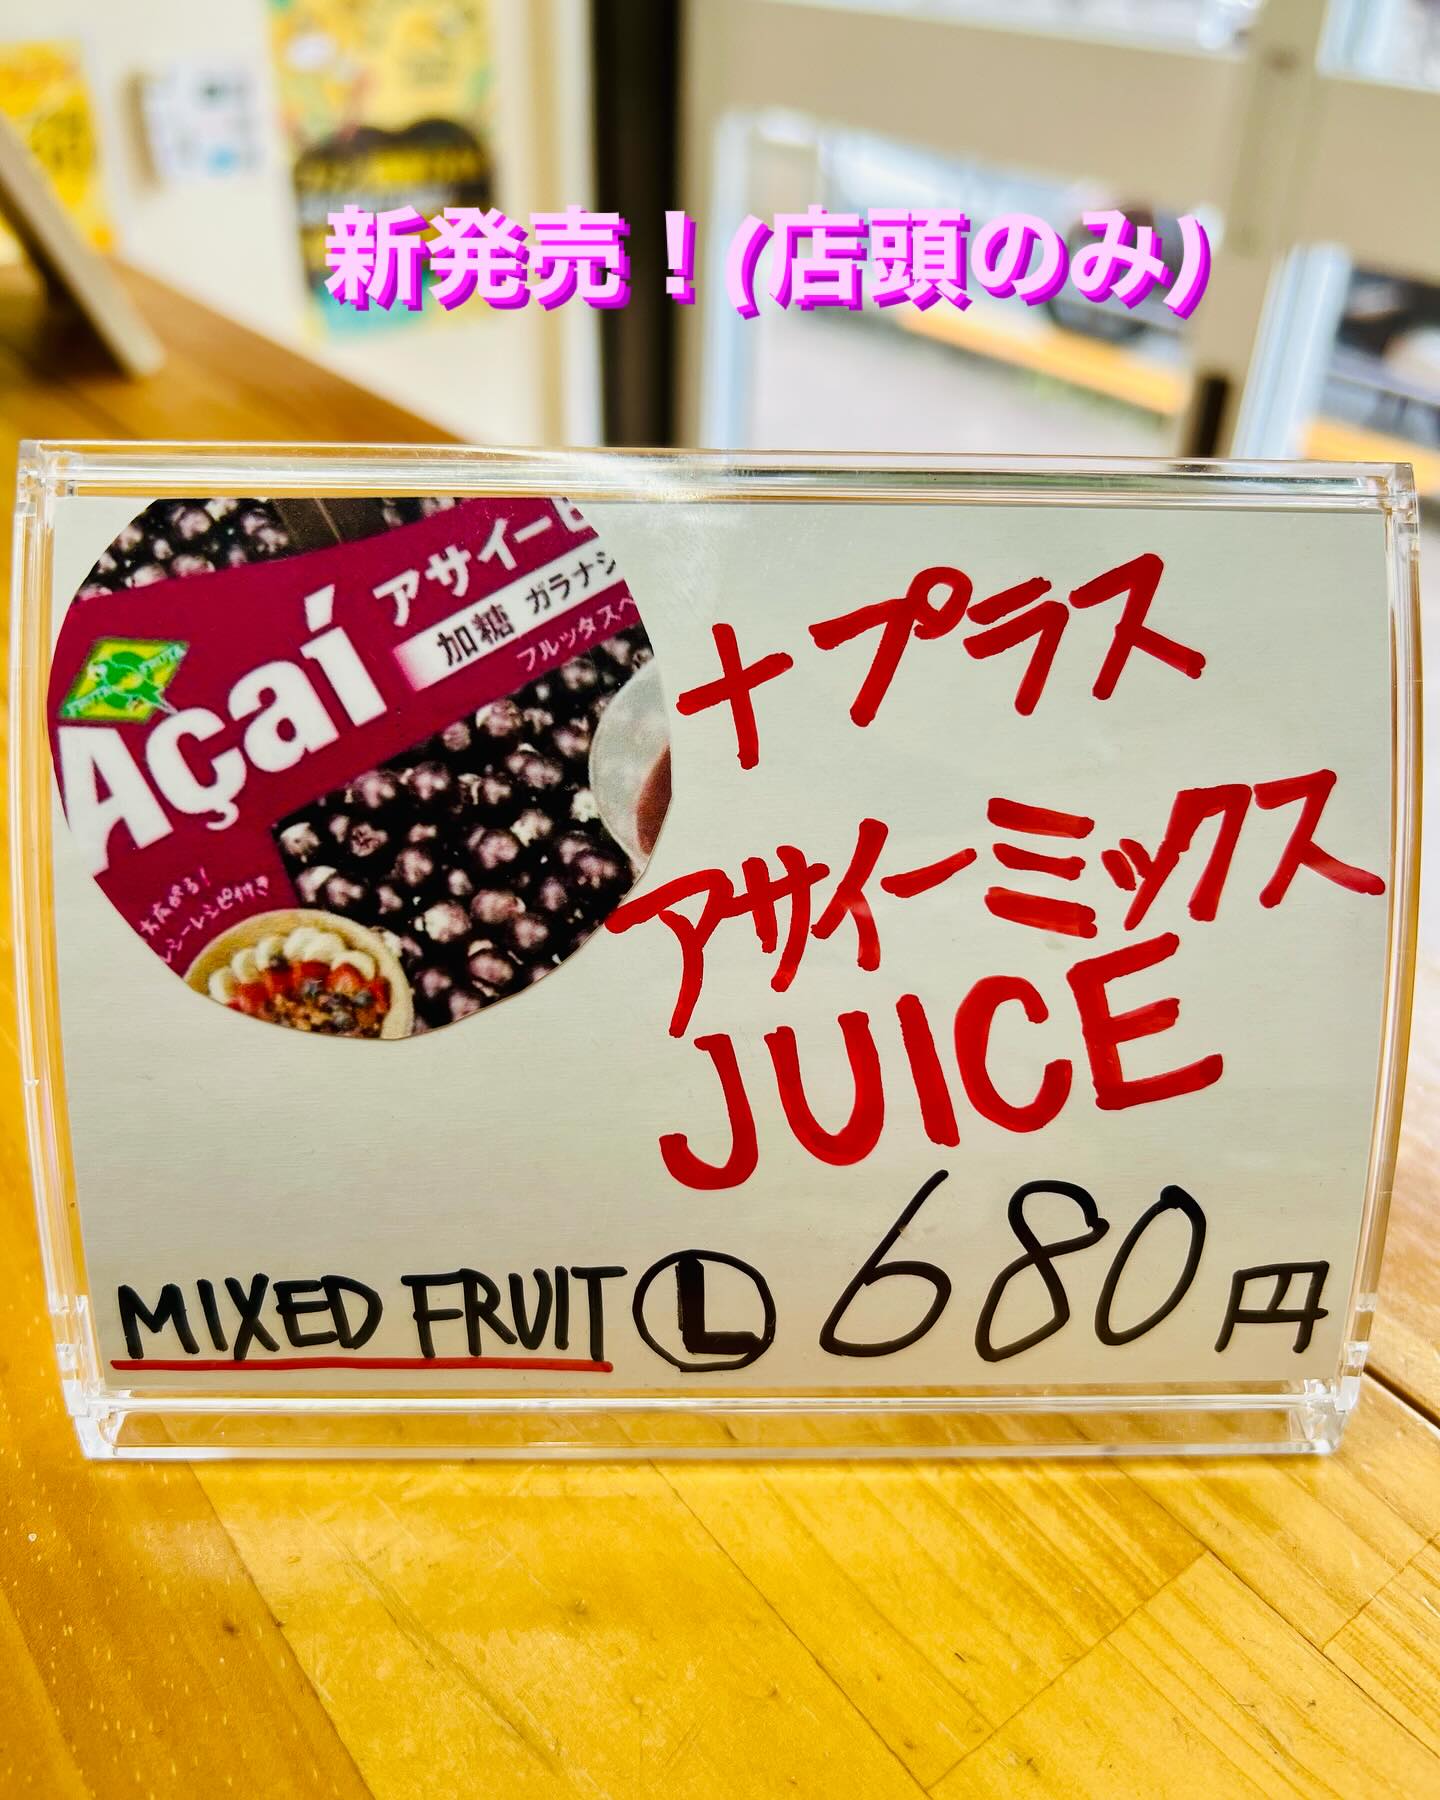 新発売！(店頭のみ)
アサイー
加糖 ガラナシ
フルッタス
Açaí
+プラス
アサイーミックス
JUICE
MIXED FRUIT Ⓛ 680円